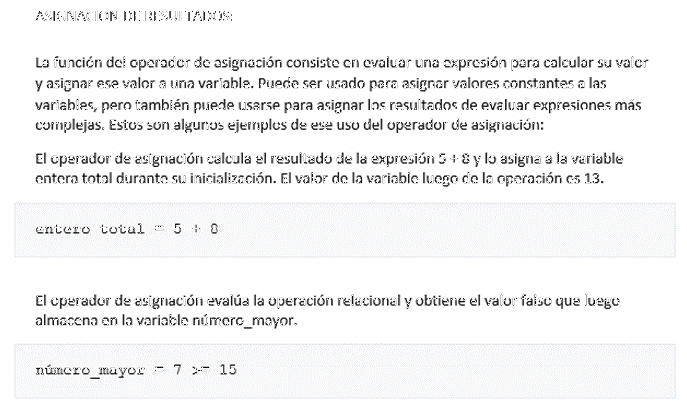 ASIGNACIÓN DE RESULTADOS:
La función del operador de asignación consiste en evaluar una expresión para calcular su valor
y asignar ese valor a una variable. Puede ser usado para asignar valores constantes a las
variables, pero también puede usarse para asignar los resultados de evaluar expresiones más
complejas. Estos son algunos ejemplos de ese uso del operador de asignación:
El operador de asignación calcula el resultado de la expresión 5 + 8 y lo asigna a la variable
entera total durante su inicialización. El valor de la variable luego de la operación es 13.
entero total = 5 + 8
El operador de asignación evalúa la operación relacional y obtiene el valor falso que luego
almacena en la variable número_mayor.
número_mayor = 7 >= 15